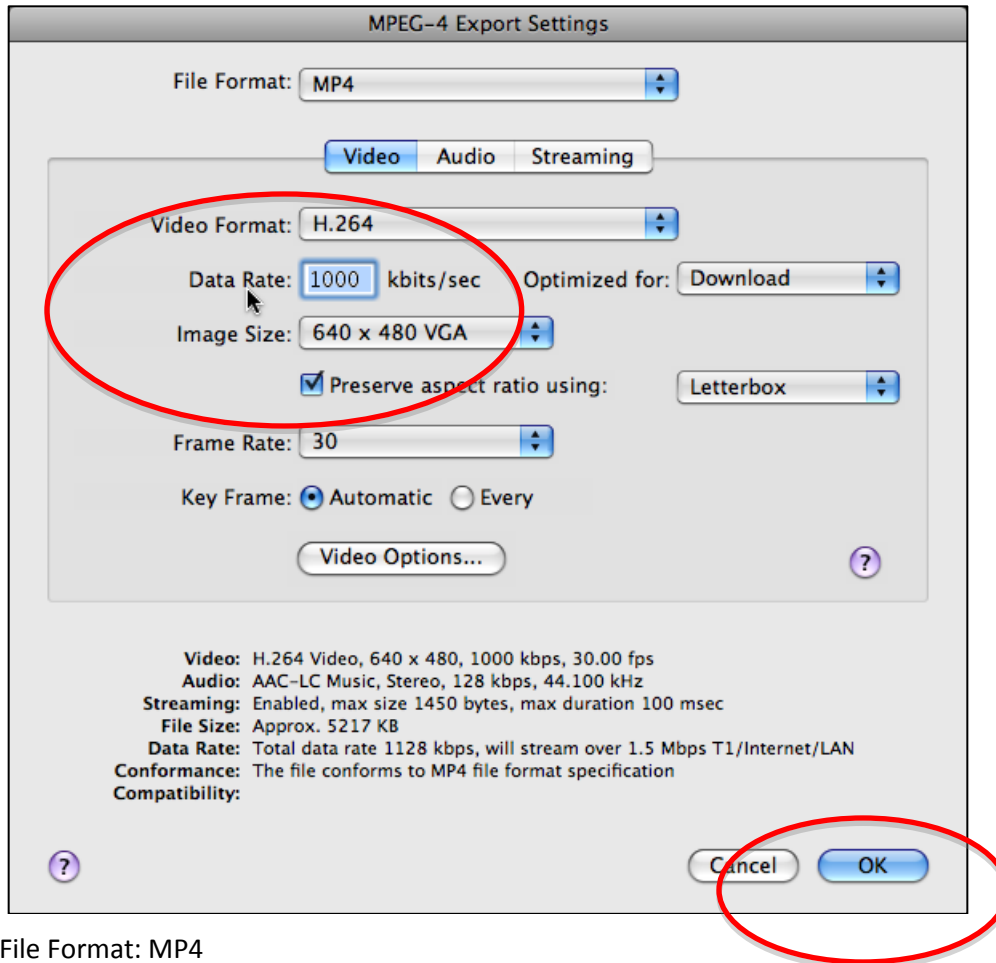 MPEG-4 Export Settings
File Format: MP4
Video Audio Streaming
Video Format: H.264
Data Rate: 1000 kbits/sec Optimized for: Download
Image Size: 640 x 480 VGA
Preserve aspect ratio using: Letterbox
Frame Rate: 30
Key Frame: Automatic Every
Video Options... ?
Video: H.264 Video, 640 x 480, 1000 kbps, 30.00 fps
Audio: AAC-LC Music, Stereo, 128 kbps, 44.100 kHz
Streaming: Enabled, max size 1450 bytes, max duration 100 msec
File Size: Approx. 5217 KB
Data Rate: Total data rate 1128 kbps, will stream over 1.5 Mbps T1/Internet/LAN
Conformance: The file conforms to MP4 file format specification
Compatibility:
? Cancel OK
File Format: MP4